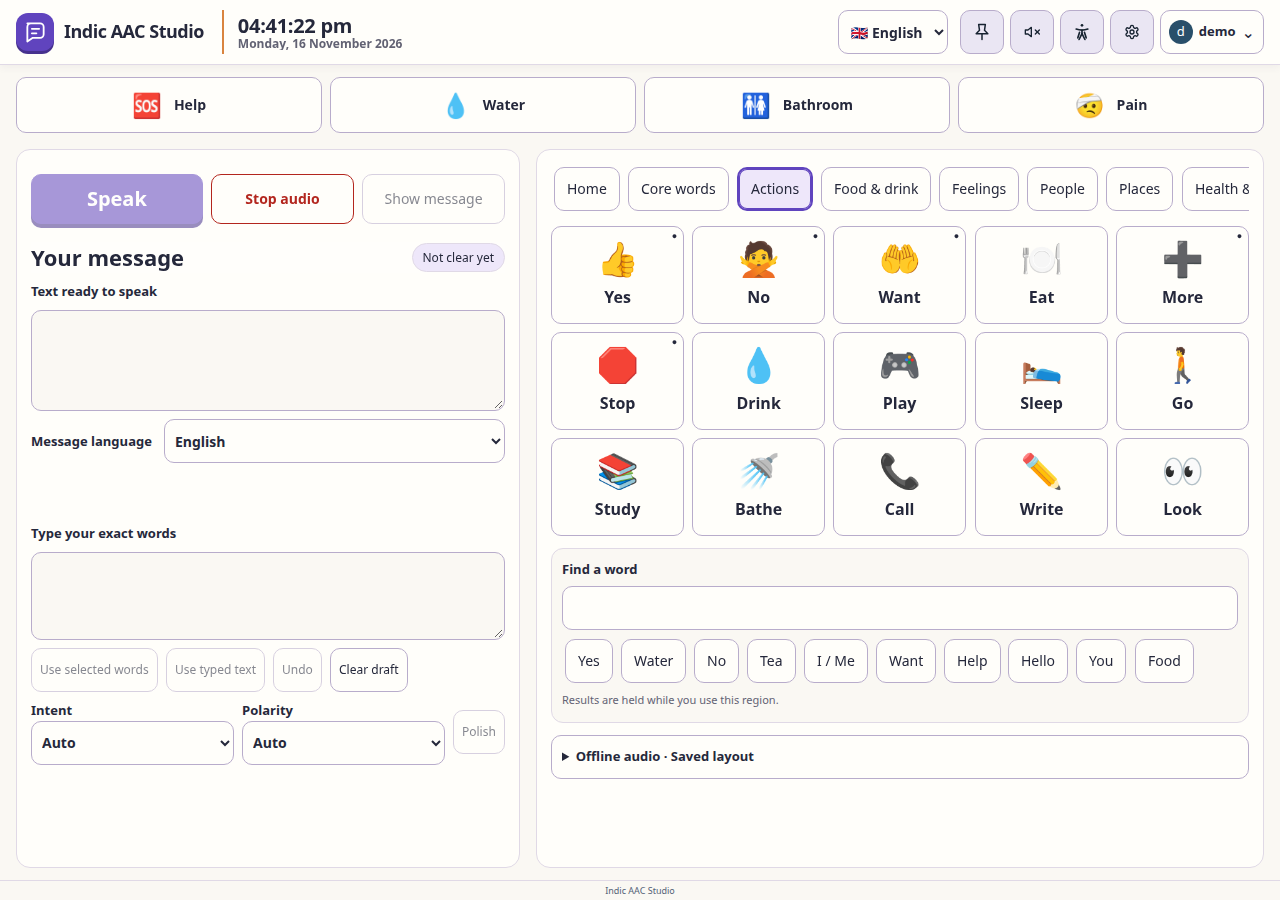 Indic AAC Studio
04:41:22 pm
Monday, 16 November 2026
English
d demo
SOS Help
Water
Bathroom
Pain
Speak
Stop audio
Show message
Your message
Not clear yet
Text ready to speak
Message language
English
Type your exact words
Use selected words
Use typed text
Undo
Clear draft
Intent
Polarity
Auto
Auto
Polish
Home
Core words
Actions
Food & drink
Feelings
People
Places
Health &
Yes
No
Want
Eat
More
Stop
Drink
Play
Sleep
Go
Study
Bathe
Call
Write
Look
Find a word
Yes
Water
No
Tea
I / Me
Want
Help
Hello
You
Food
Results are held while you use this region.
Offline audio · Saved layout
Indic AAC Studio